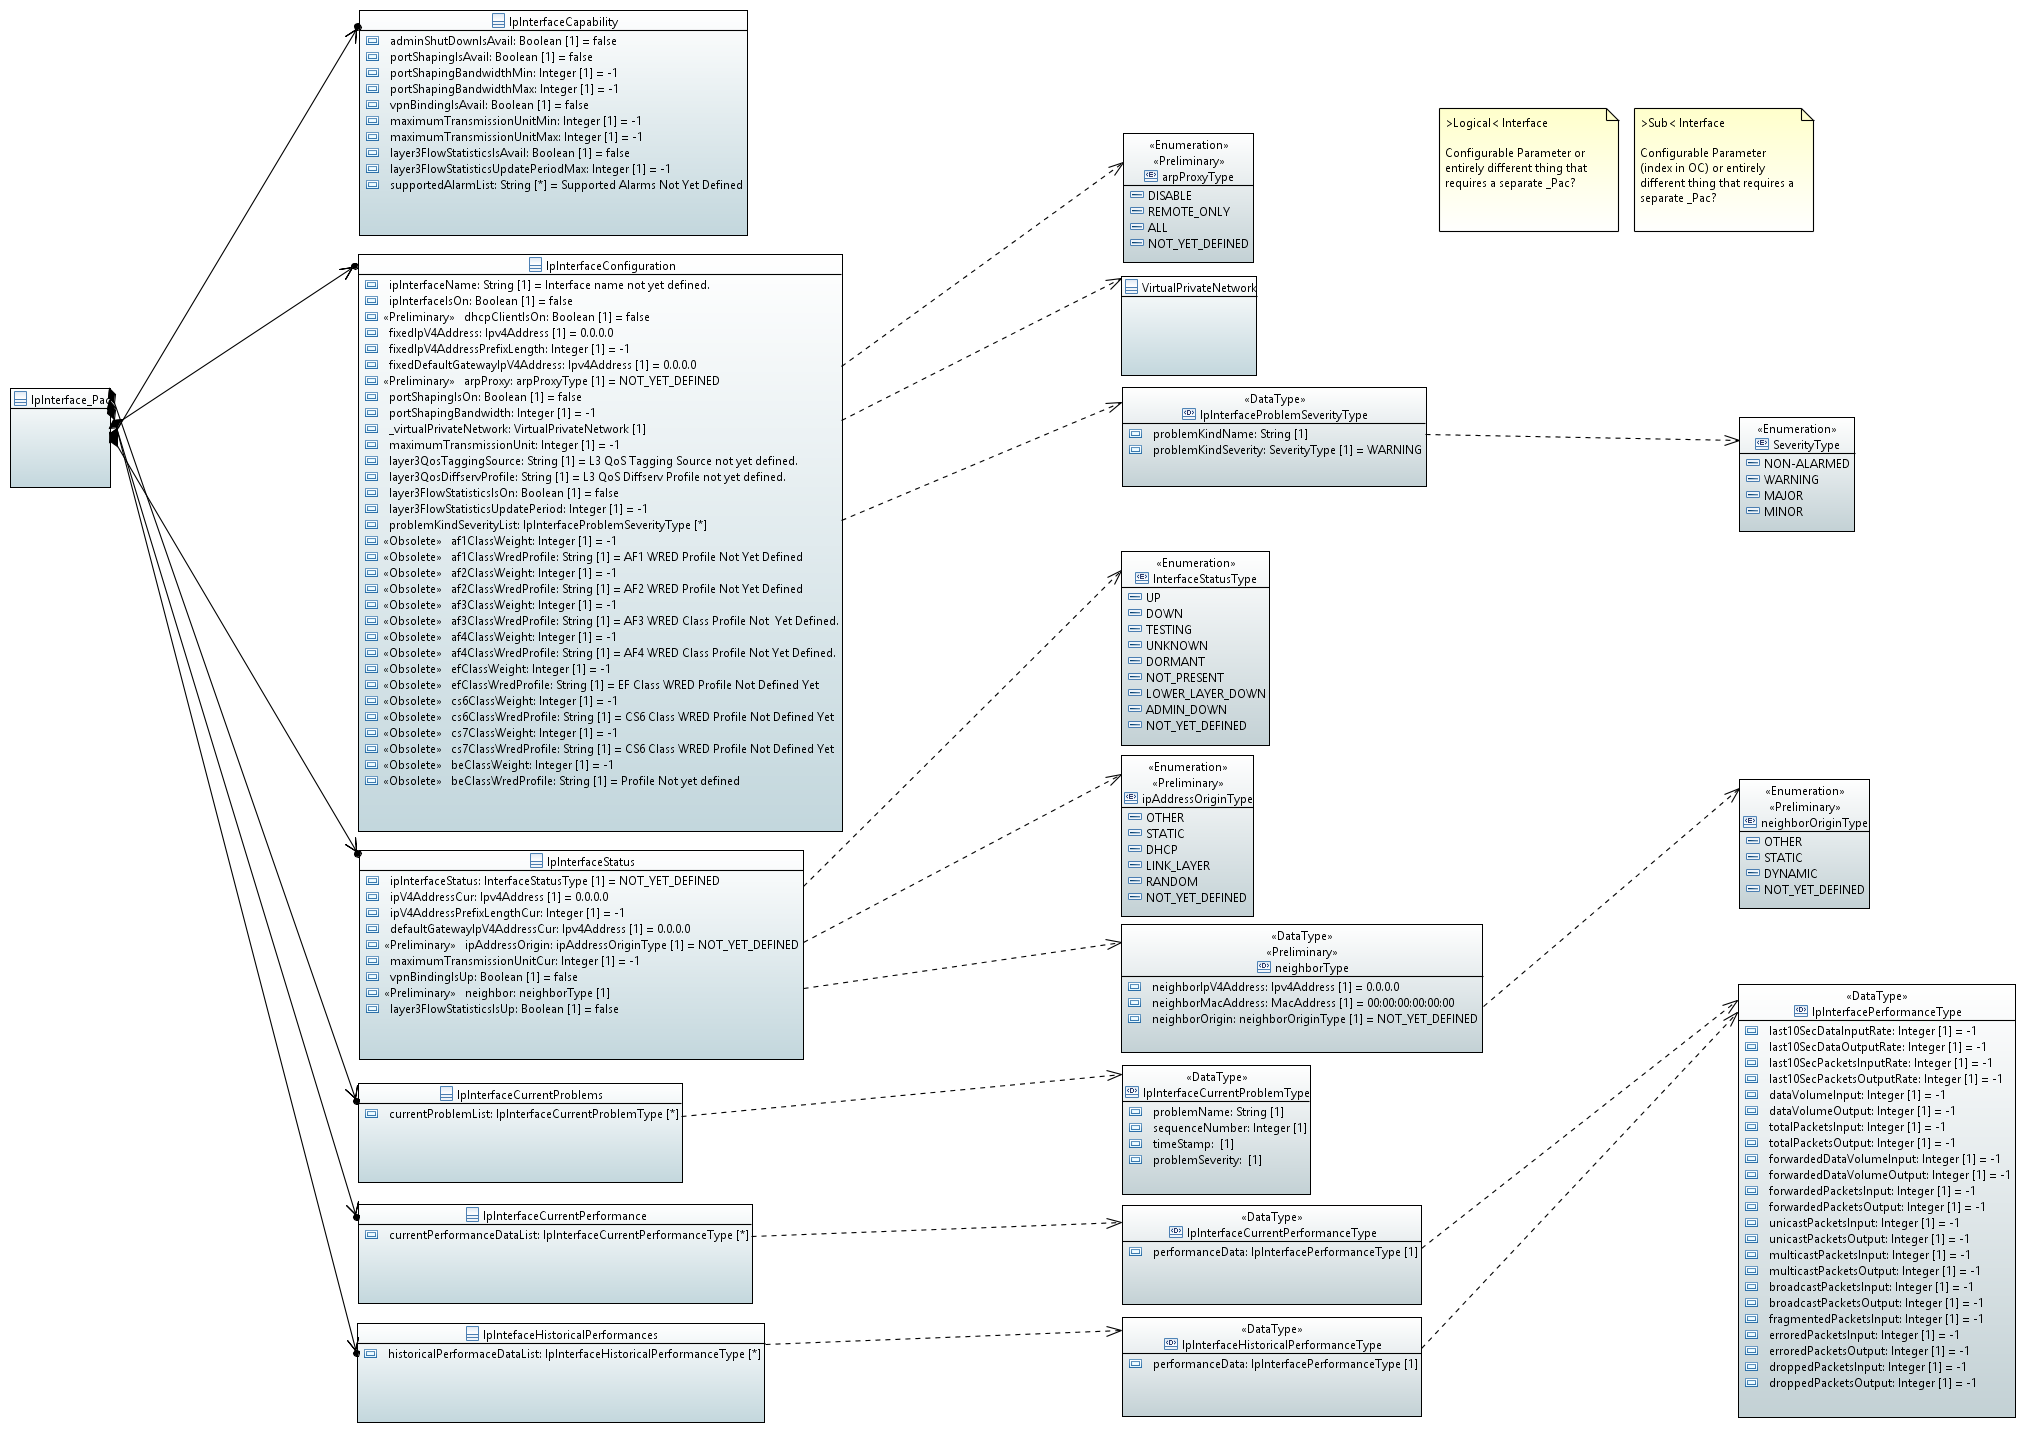 IpInterface_Pac
IpInterfaceCapability
adminShutDownIsAvail: Boolean [1] = false
portShapingIsAvail: Boolean [1] = false
portShapingBandwidthMin: Integer [1] = -1
portShapingBandwidthMax: Integer [1] = -1
vpnBindingIsAvail: Boolean [1] = false
maximumTransmissionUnitMin: Integer [1] = -1
maximumTransmissionUnitMax: Integer [1] = -1
layer3FlowStatisticsIsAvail: Boolean [1] = false
layer3FlowStatisticsUpdatePeriodMax: Integer [1] = -1
supportedAlarmList: String [*] = Supported Alarms Not Yet Defined
IpInterfaceConfiguration
ipInterfaceName: String [1] = Interface name not yet defined.
ipInterfaceIsOn: Boolean [1] = false
«Preliminary» dhcpClientIsOn: Boolean [1] = false
fixedIpV4Address: Ipv4Address [1] = 0.0.0.0
fixedIpV4AddressPrefixLength: Integer [1] = -1
fixedDefaultGatewayIpV4Address: Ipv4Address [1] = 0.0.0.0
«Preliminary» arpProxy: arpProxyType [1] = NOT_YET_DEFINED
portShapingIsOn: Boolean [1] = false
portShapingBandwidth: Integer [1] = -1
_virtualPrivateNetwork: VirtualPrivateNetwork [1]
maximumTransmissionUnit: Integer [1] = -1
layer3QosTaggingSource: String [1] = L3 QoS Tagging Source not yet defined.
layer3QosDiffservProfile: String [1] = L3 QoS Diffserv Profile not yet defined.
layer3FlowStatisticsIsOn: Boolean [1] = false
layer3FlowStatisticsUpdatePeriod: Integer [1] = -1
problemKindSeverityList: IpInterfaceProblemSeverityType [*]
«Obsolete» af1ClassWeight: Integer [1] = -1
«Obsolete» af1ClassWredProfile: String [1] = AF1 WRED Profile Not Yet Defined
«Obsolete» af2ClassWeight: Integer [1] = -1
«Obsolete» af2ClassWredProfile: String [1] = AF2 WRED Profile Not Yet Defined
«Obsolete» af3ClassWeight: Integer [1] = -1
«Obsolete» af3ClassWredProfile: String [1] = AF3 WRED Class Profile Not  Yet Defined.
«Obsolete» af4ClassWeight: Integer [1] = -1
«Obsolete» af4ClassWredProfile: String [1] = AF4 WRED Class Profile Not Yet Defined.
«Obsolete» efClassWeight: Integer [1] = -1
«Obsolete» efClassWredProfile: String [1] = EF Class WRED Profile Not Defined Yet
«Obsolete» cs6ClassWeight: Integer [1] = -1
«Obsolete» cs6ClassWredProfile: String [1] = CS6 Class WRED Profile Not Defined Yet
«Obsolete» cs7ClassWeight: Integer [1] = -1
«Obsolete» cs7ClassWredProfile: String [1] = CS6 Class WRED Profile Not Defined Yet
«Obsolete» beClassWeight: Integer [1] = -1
«Obsolete» beClassWredProfile: String [1] = Profile Not yet defined
IpInterfaceStatus
ipInterfaceStatus: InterfaceStatusType [1] = NOT_YET_DEFINED
ipV4AddressCur: Ipv4Address [1] = 0.0.0.0
ipV4AddressPrefixLengthCur: Integer [1] = -1
defaultGatewayIpV4AddressCur: Ipv4Address [1] = 0.0.0.0
«Preliminary» ipAddressOrigin: ipAddressOriginType [1] = NOT_YET_DEFINED
maximumTransmissionUnitCur: Integer [1] = -1
vpnBindingIsUp: Boolean [1] = false
«Preliminary» neighbor: neighborType [1]
layer3FlowStatisticsIsUp: Boolean [1] = false
IpInterfaceCurrentProblems
currentProblemList: IpInterfaceCurrentProblemType [*]
IpInterfaceCurrentPerformance
currentPerformanceDataList: IpInterfaceCurrentPerformanceType [*]
IpIntefaceHistoricalPerformances
historicalPerformaceDataList: IpInterfaceHistoricalPerformanceType [*]
«Enumeration»
«Preliminary»
arpProxyType
DISABLE
REMOTE_ONLY
ALL
NOT_YET_DEFINED
VirtualPrivateNetwork
«DataType»
IpInterfaceProblemSeverityType
problemKindName: String [1]
problemKindSeverity: SeverityType [1] = WARNING
«Enumeration»
InterfaceStatusType
UP
DOWN
TESTING
UNKNOWN
DORMANT
NOT_PRESENT
LOWER_LAYER_DOWN
ADMIN_DOWN
NOT_YET_DEFINED
«Enumeration»
«Preliminary»
ipAddressOriginType
OTHER
STATIC
DHCP
LINK_LAYER
RANDOM
NOT_YET_DEFINED
«DataType»
«Preliminary»
neighborType
neighborIpV4Address: Ipv4Address [1] = 0.0.0.0
neighborMacAddress: MacAddress [1] = 00:00:00:00:00:00
neighborOrigin: neighborOriginType [1] = NOT_YET_DEFINED
«DataType»
IpInterfaceCurrentProblemType
problemName: String [1]
sequenceNumber: Integer [1]
timeStamp:  [1]
problemSeverity:  [1]
«DataType»
IpInterfaceCurrentPerformanceType
performanceData: IpInterfacePerformanceType [1]
«DataType»
IpInterfaceHistoricalPerformanceType
performanceData: IpInterfacePerformanceType [1]
>Logical< Interface
Configurable Parameter or
entirely different thing that
requires a separate _Pac?
>Sub< Interface
Configurable Parameter
(index in OC) or entirely
different thing that requires a
separate _Pac?
«Enumeration»
SeverityType
NON-ALARMED
WARNING
MAJOR
MINOR
«Enumeration»
«Preliminary»
neighborOriginType
OTHER
STATIC
DYNAMIC
NOT_YET_DEFINED
«DataType»
IpInterfacePerformanceType
last10SecDataInputRate: Integer [1] = -1
last10SecDataOutputRate: Integer [1] = -1
last10SecPacketsInputRate: Integer [1] = -1
last10SecPacketsOutputRate: Integer [1] = -1
dataVolumeInput: Integer [1] = -1
dataVolumeOutput: Integer [1] = -1
totalPacketsInput: Integer [1] = -1
totalPacketsOutput: Integer [1] = -1
forwardedDataVolumeInput: Integer [1] = -1
forwardedDataVolumeOutput: Integer [1] = -1
forwardedPacketsInput: Integer [1] = -1
forwardedPacketsOutput: Integer [1] = -1
unicastPacketsInput: Integer [1] = -1
unicastPacketsOutput: Integer [1] = -1
multicastPacketsInput: Integer [1] = -1
multicastPacketsOutput: Integer [1] = -1
broadcastPacketsInput: Integer [1] = -1
broadcastPacketsOutput: Integer [1] = -1
fragmentedPacketsInput: Integer [1] = -1
erroredPacketsInput: Integer [1] = -1
erroredPacketsOutput: Integer [1] = -1
droppedPacketsInput: Integer [1] = -1
droppedPacketsOutput: Integer [1] = -1